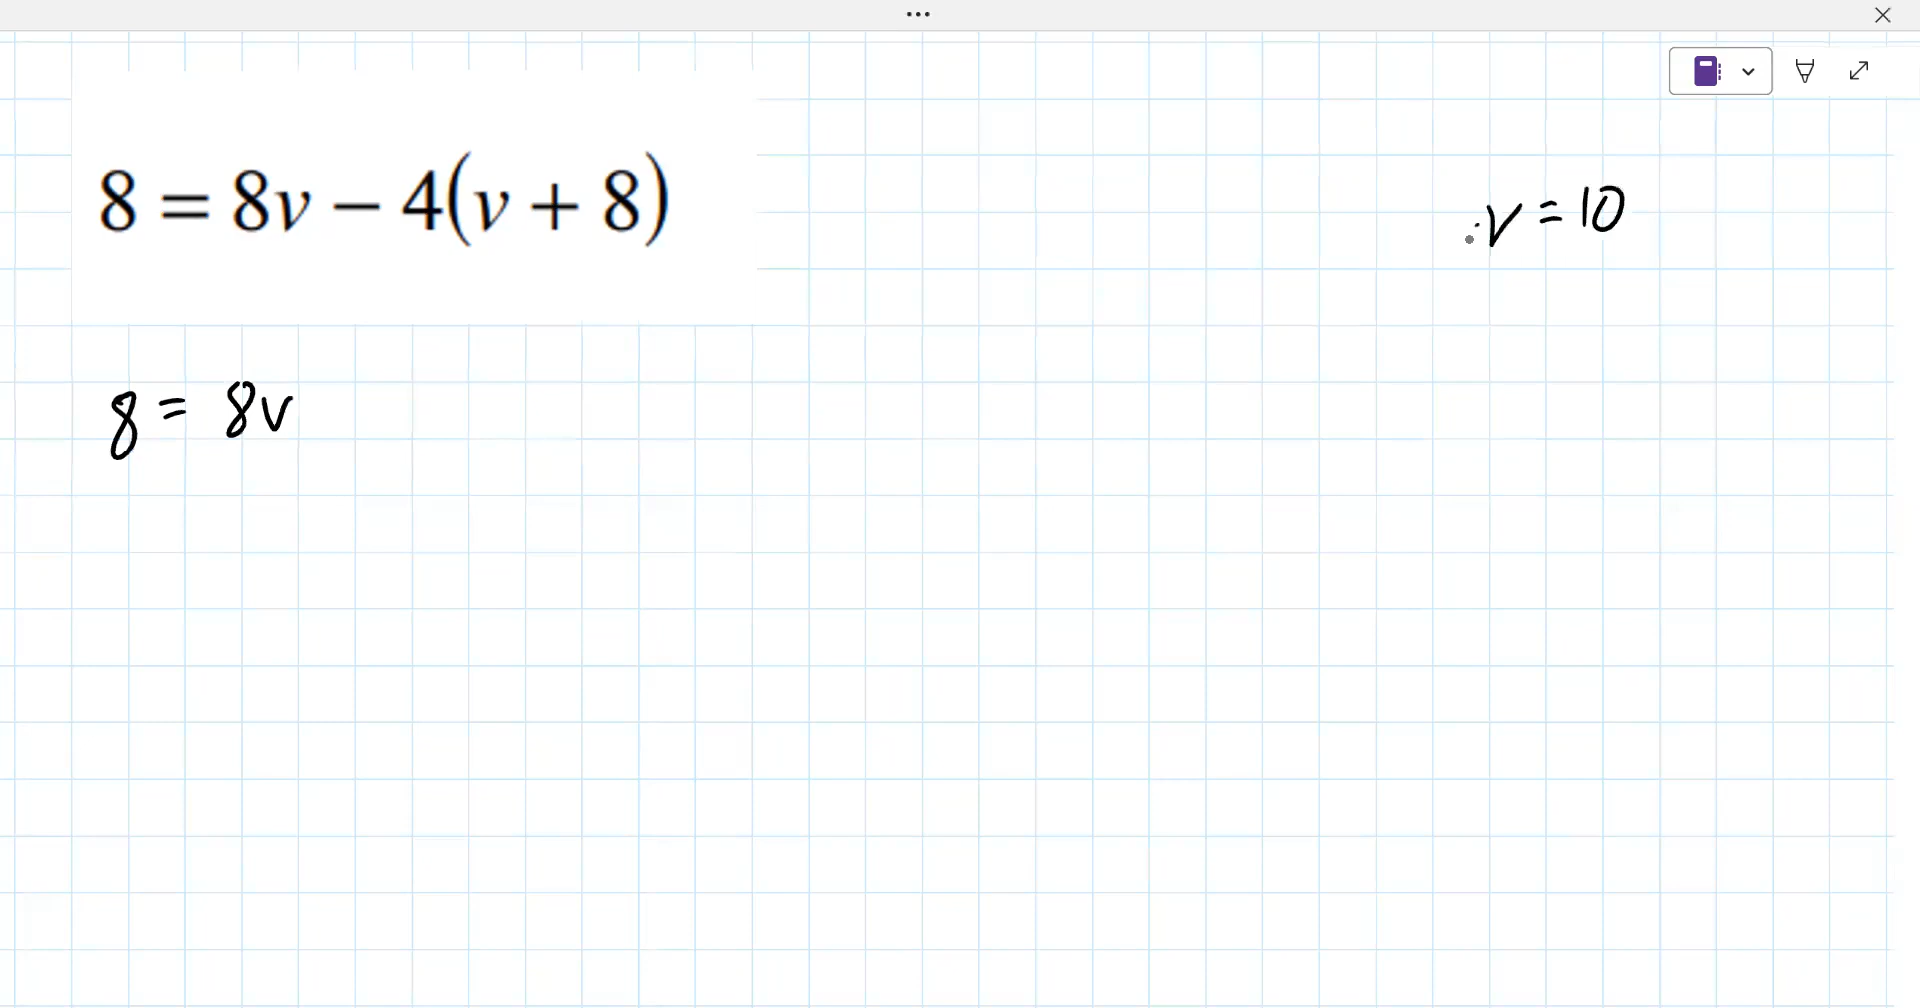 8 = 8v − 4(v + 8)
v = 10
8 = 8v